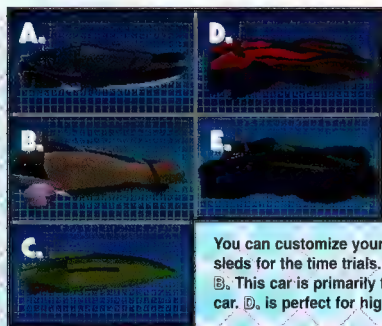 A.
D.
B.
E.
C.
You can customize your
sleds for the time trials.
B. This car is primarily
car. D. is perfect for hig